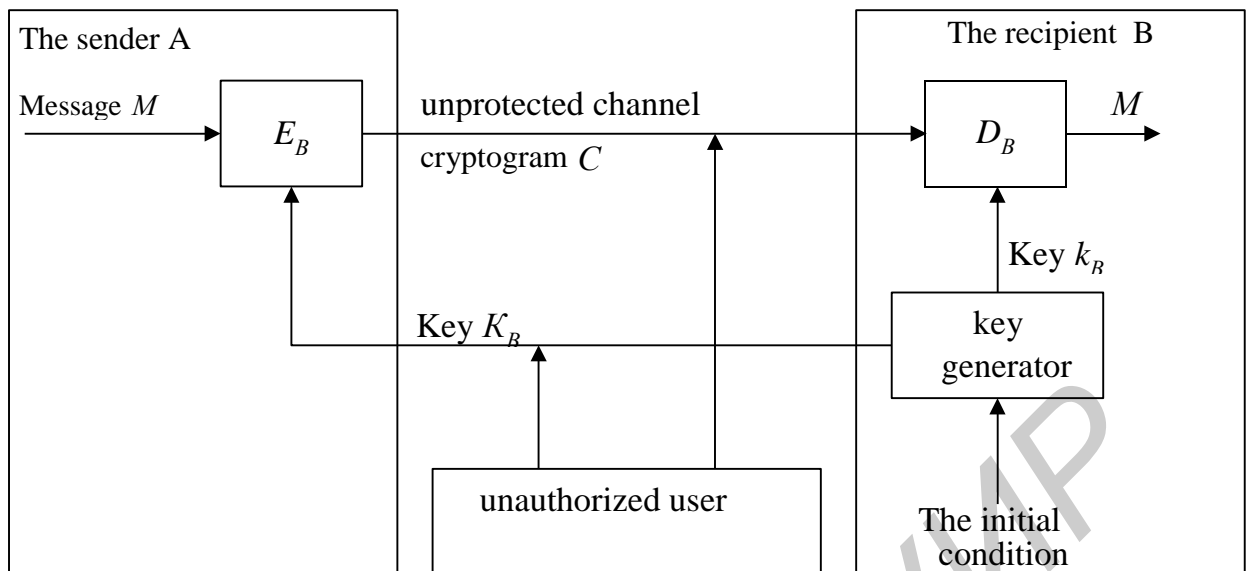 The sender A
The recipient B
Message M
E_B
unprotected channel
cryptogram C
D_B
M
Key k_B
Key K_B
key
generator
unauthorized user
The initial
condition